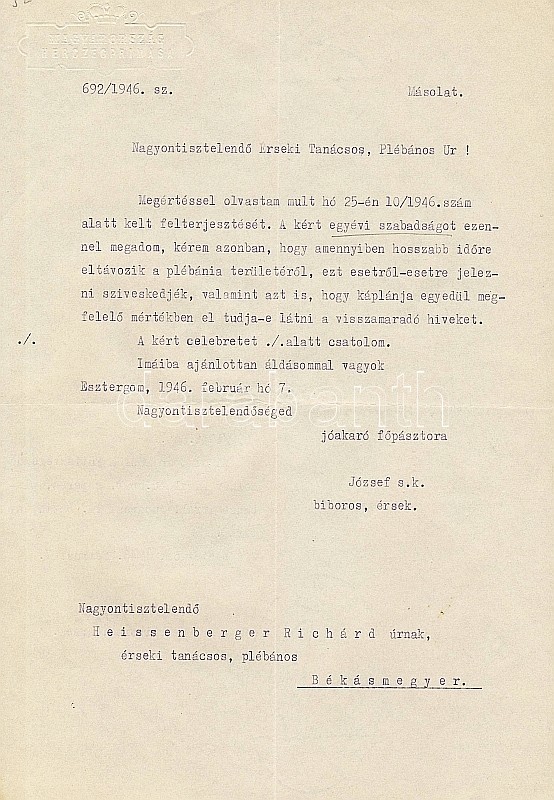 MAGYARORSZÁG
HERCZEGPRIMÁSA
692/1946. sz.
Másolat.
Nagyontisztelendő Érseki Tanácsos, Plébános Ur !
Megértéssel olvastam mult hó 25-én 10/1946.szám
alatt kelt felterjesztését. A kért egyévi szabadságot ezen-
nel megadom, kérem azonban, hogy amennyiben hosszabb időre
eltávozik a plébánia területéről, ezt esetről-esetre jelez-
ni sziveskedjék, valamint azt is, hogy káplánja egyedül meg-
felelő mértékben el tudja-e látni a visszamaradó hiveket.
./. A kért celebretet ./.alatt csatolom.
Imáiba ajánlottan áldásommal vagyok
Esztergom, 1946. február hó 7.
darabanth
Nagyontisztelendőséged
jóakaró főpásztora
József s.k.
biboros, érsek.
Nagyontisztelendő
Heissenberger Richárd úrnak,
érseki tanácsos, plébános
Békásmegyer.